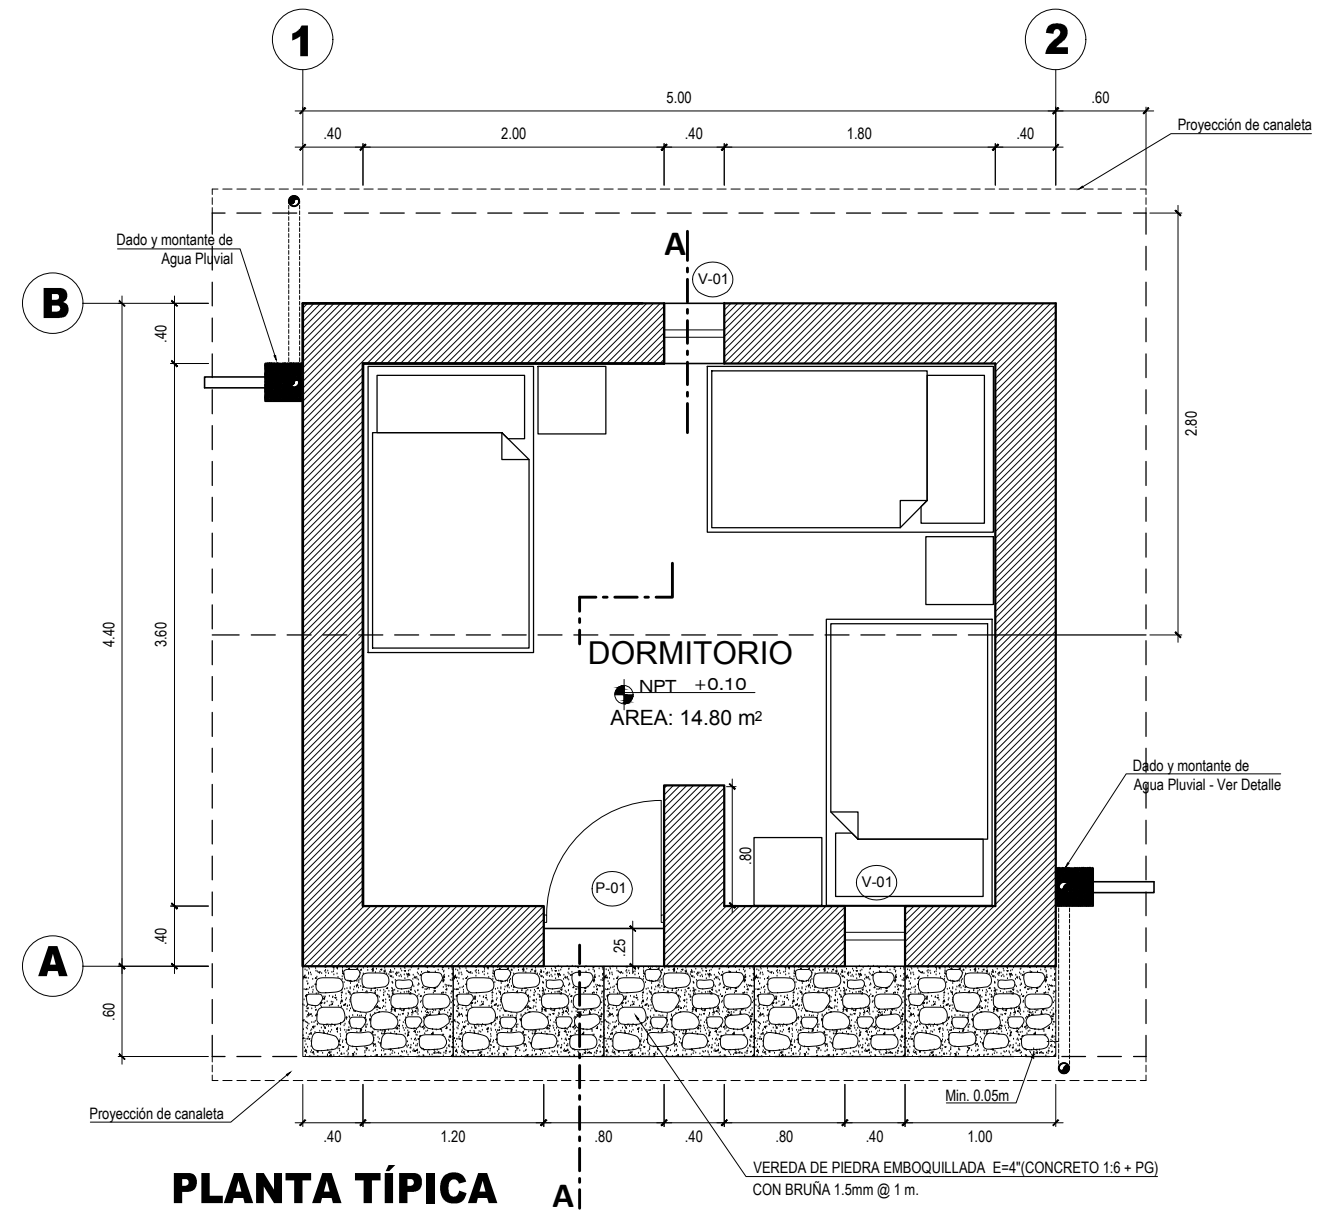 1
2
5.00
.60
.40
2.00
.40
1.80
.40
Proyección de canaleta
Dado y montante de
Agua Pluvial
A
V-01
B
.40
2.80
4.40
3.60
DORMITORIO
NPT +0.10
AREA: 14.80 m²
Dado y montante de
Agua Pluvial - Ver Detalle
.80
P-01
V-01
.40
.25
A
.60
Min. 0.05m
Proyección de canaleta
.40
1.20
.80
.40
.80
.40
1.00
VEREDA DE PIEDRA EMBOQUILLADA E=4"(CONCRETO 1:6 + PG)
CON BRUÑA 1.5mm @ 1 m.
PLANTA TÍPICA
A